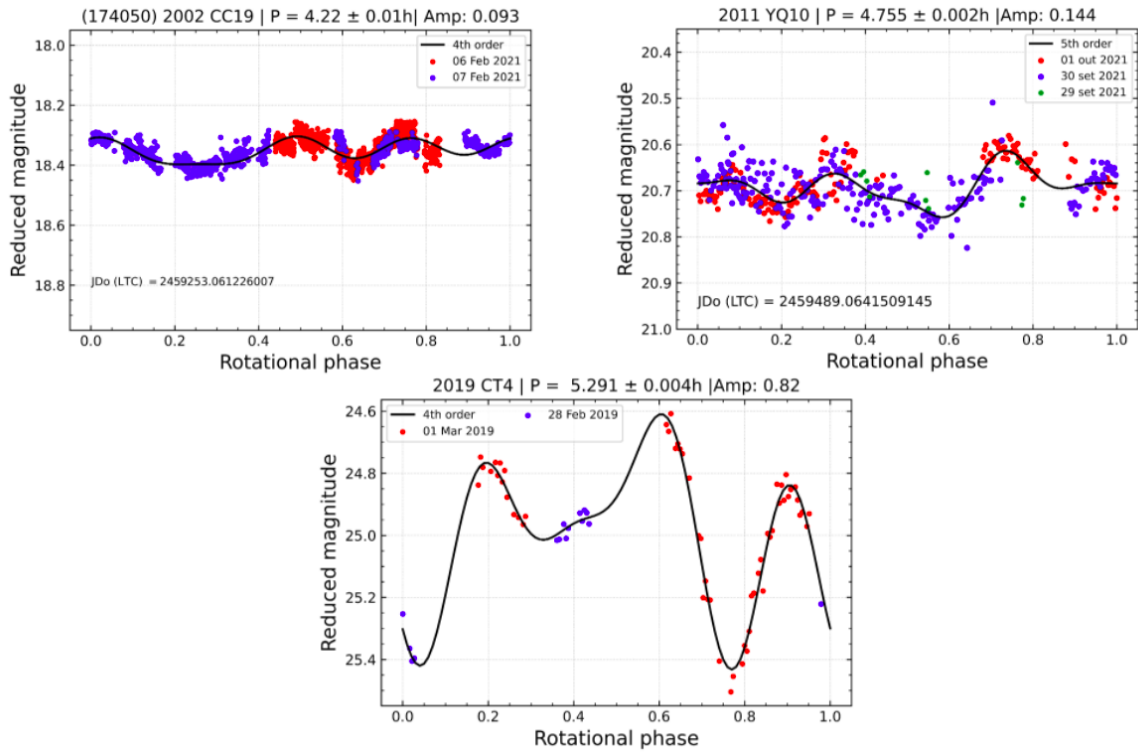 (174050) 2002 CC19 | P = 4.22 ± 0.01h| Amp: 0.093
18.0
18.2
18.4
18.6
18.8
Reduced magnitude
4th order
06 Feb 2021
07 Feb 2021
JDo (LTC) = 2459253.061226007
0.0 0.2 0.4 0.6 0.8 1.0
Rotational phase
2011 YQ10 | P = 4.755 ± 0.002h |Amp: 0.144
20.4
20.5
20.6
20.7
20.8
20.9
21.0
Reduced magnitude
5th order
01 out 2021
30 set 2021
29 set 2021
JDo (LTC) = 2459489.0641509145
0.0 0.2 0.4 0.6 0.8 1.0
Rotational phase
2019 CT4 | P = 5.291 ± 0.004h |Amp: 0.82
24.6
24.8
25.0
25.2
25.4
Reduced magnitude
4th order 28 Feb 2019
01 Mar 2019
0.0 0.2 0.4 0.6 0.8 1.0
Rotational phase